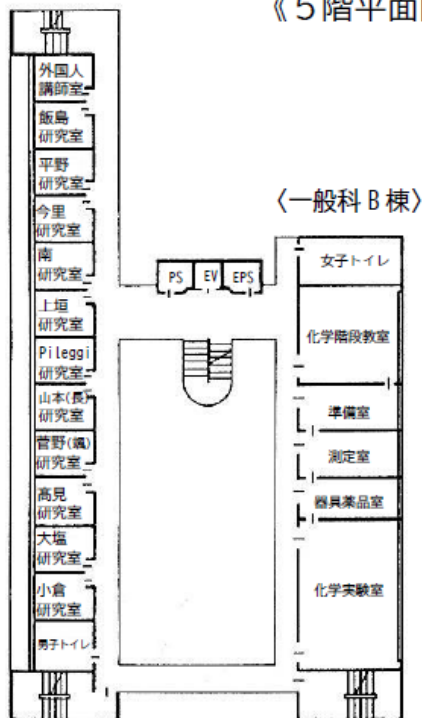 《５階平面
外国人
講師室
飯島
研究室
平野
研究室
今里
研究室
南
研究室
上垣
研究室
Pileggi
研究室
山本(長)
研究室
菅野(颯)
研究室
髙見
研究室
大塩
研究室
小倉
研究室
男子トイレ
PS
EV
EPS
〈一般科Ｂ棟〉
女子トイレ
化学階段教室
準備室
測定室
器具薬品室
化学実験室